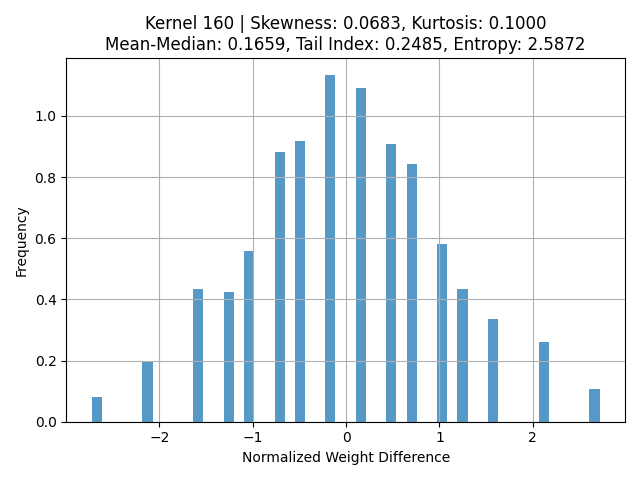 Kernel 160 | Skewness: 0.0683, Kurtosis: 0.1000
Mean-Median: 0.1659, Tail Index: 0.2485, Entropy: 2.5872
Frequency
1.0
0.8
0.6
0.4
0.2
0.0
−2 −1 0 1 2
Normalized Weight Difference